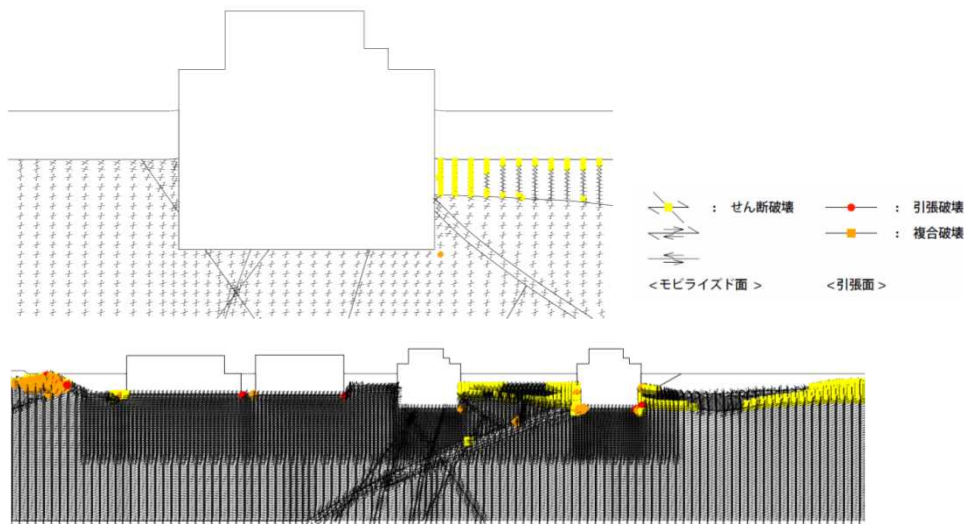 : せん断破壊
: 引張破壊
: 複合破壊
<モビライズド面 >
<引張面 >